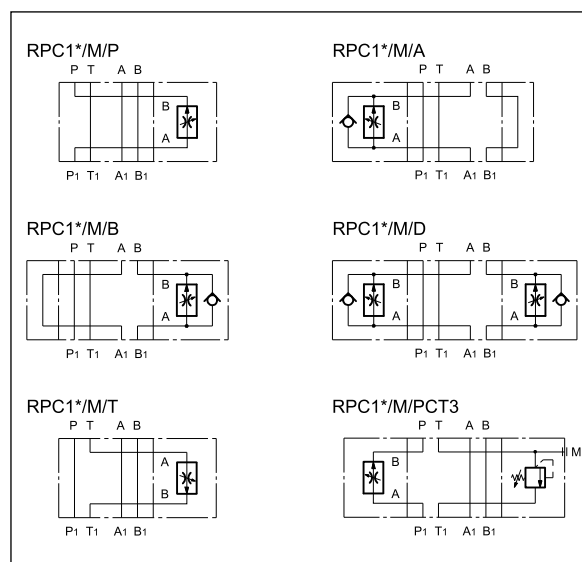 RPC1*/M/P
P T A B
B
A
P1 T1 A1 B1
RPC1*/M/A
P T A B
B
A
P1 T1 A1 B1
RPC1*/M/B
P T A B
B
A
P1 T1 A1 B1
RPC1*/M/D
P T A B
B
A
B
A
P1 T1 A1 B1
RPC1*/M/T
P T A B
A
B
P1 T1 A1 B1
RPC1*/M/PCT3
P T A B
M
B
A
P1 T1 A1 B1